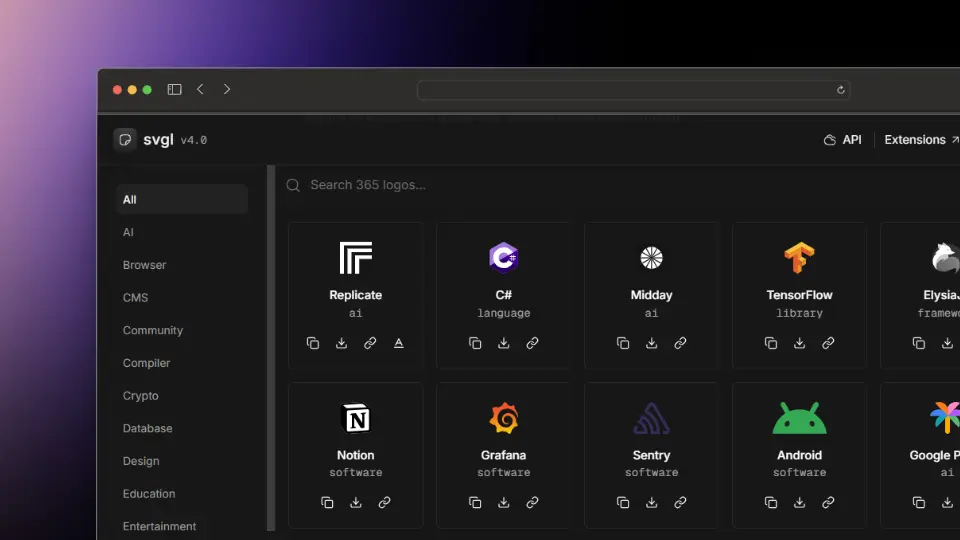 svgl v4.0
API
Extensions
Search 365 logos...
All
AI
Browser
CMS
Community
Compiler
Crypto
Database
Design
Education
Entertainment
Replicate
ai
C#
language
Midday
ai
TensorFlow
library
ElysiaJ
framewo
Notion
software
Grafana
software
Sentry
software
Android
software
Google P
ai